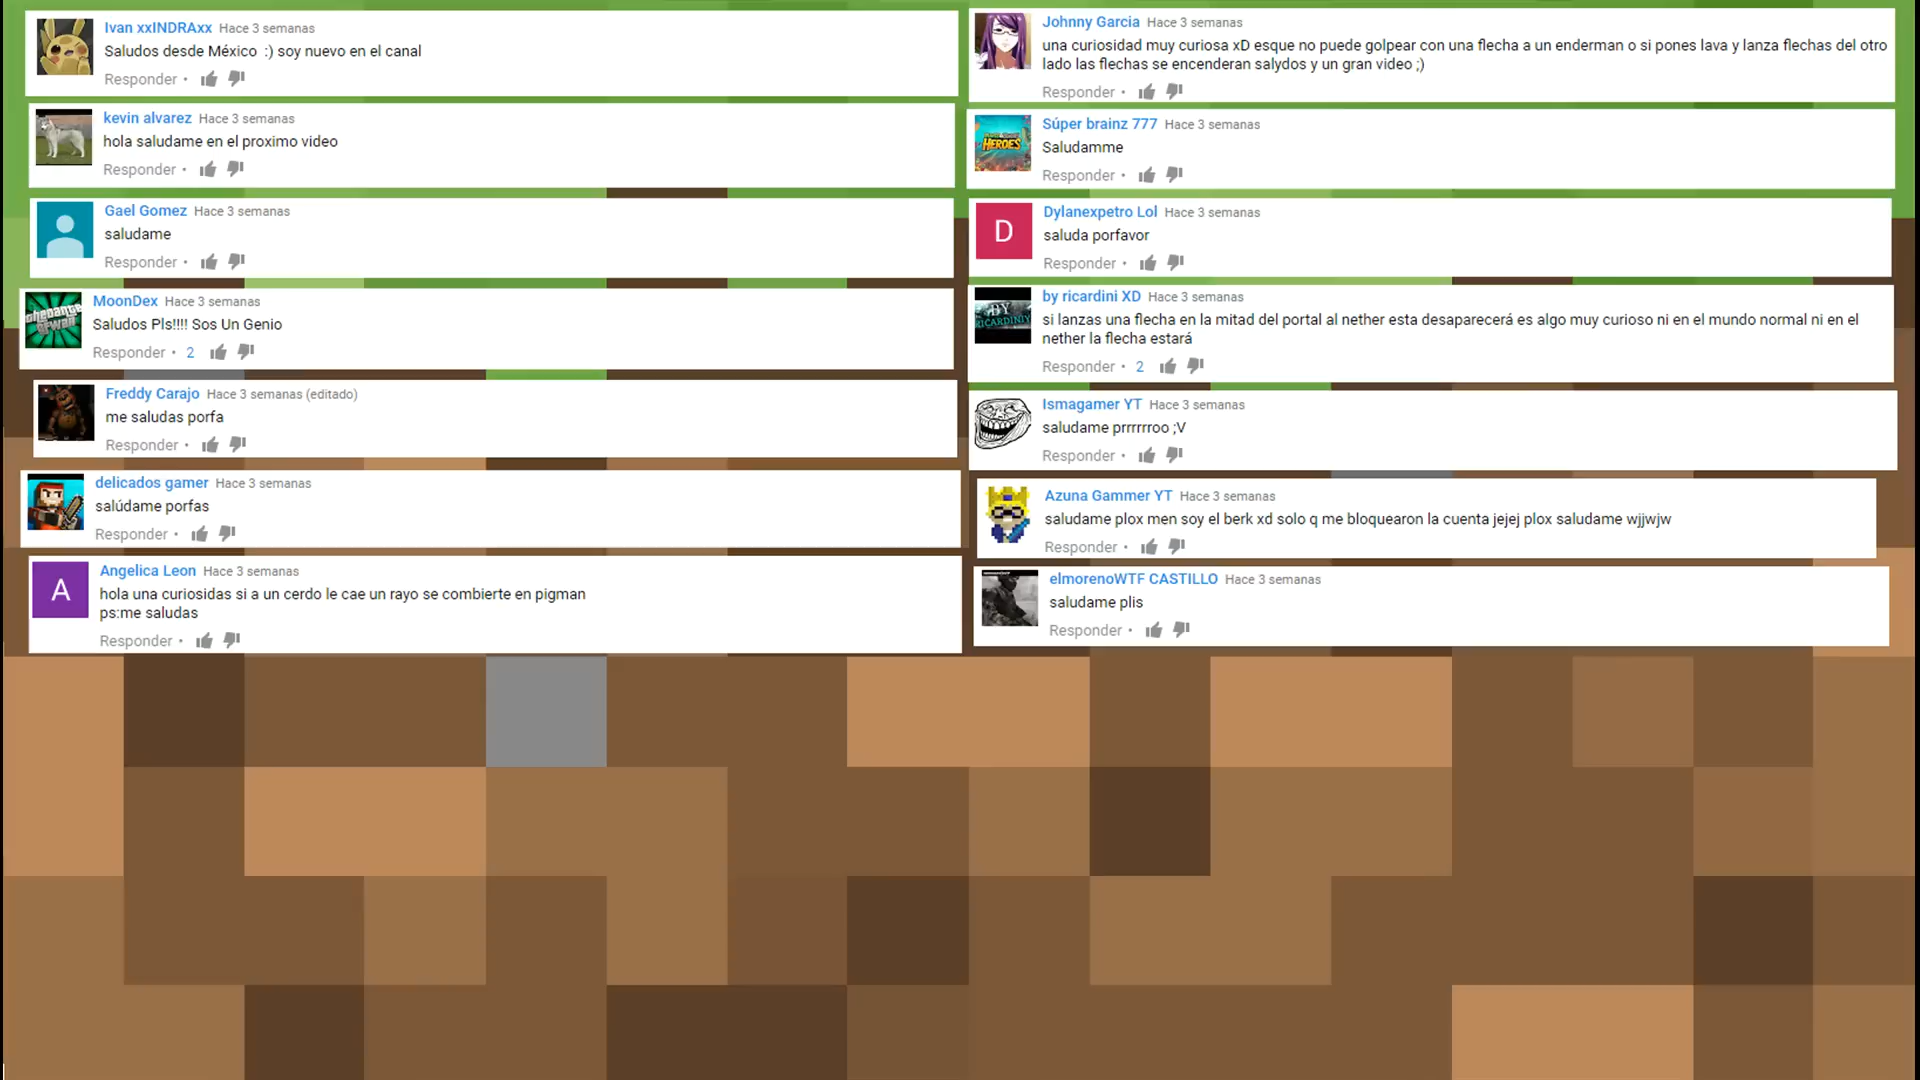 Ivan xxINDRAxx Hace 3 semanas
Saludos desde México :) soy nuevo en el canal
Responder •
kevin alvarez Hace 3 semanas
hola saludame en el proximo video
Responder •
Gael Gomez Hace 3 semanas
saludame
Responder •
MoonDex Hace 3 semanas
Saludos Pls!!!! Sos Un Genio
Responder • 2
Freddy Carajo Hace 3 semanas (editado)
me saludas porfa
Responder •
delicados gamer Hace 3 semanas
salúdame porfas
Responder •
A
Angelica Leon Hace 3 semanas
hola una curiosidas si a un cerdo le cae un rayo se combierte en pigman
ps:me saludas
Responder •
Johnny Garcia Hace 3 semanas
una curiosidad muy curiosa xD esque no puede golpear con una flecha a un enderman o si pones lava y lanza flechas del otro
lado las flechas se encenderan salydos y un gran video ;)
Responder •
HEROES
Súper brainz 777 Hace 3 semanas
Saludamme
Responder •
D
Dylanexpetro Lol Hace 3 semanas
saluda porfavor
Responder •
BY
RICARDINIY
by ricardini XD Hace 3 semanas
si lanzas una flecha en la mitad del portal al nether esta desaparecerá es algo muy curioso ni en el mundo normal ni en el
nether la flecha estará
Responder • 2
Ismagamer YT Hace 3 semanas
saludame prrrrrroo ;V
Responder •
Azuna Gammer YT Hace 3 semanas
saludame plox men soy el berk xd solo q me bloquearon la cuenta jejej plox saludame wjjwjw
Responder •
elmorenoWTF CASTILLO Hace 3 semanas
saludame plis
Responder •